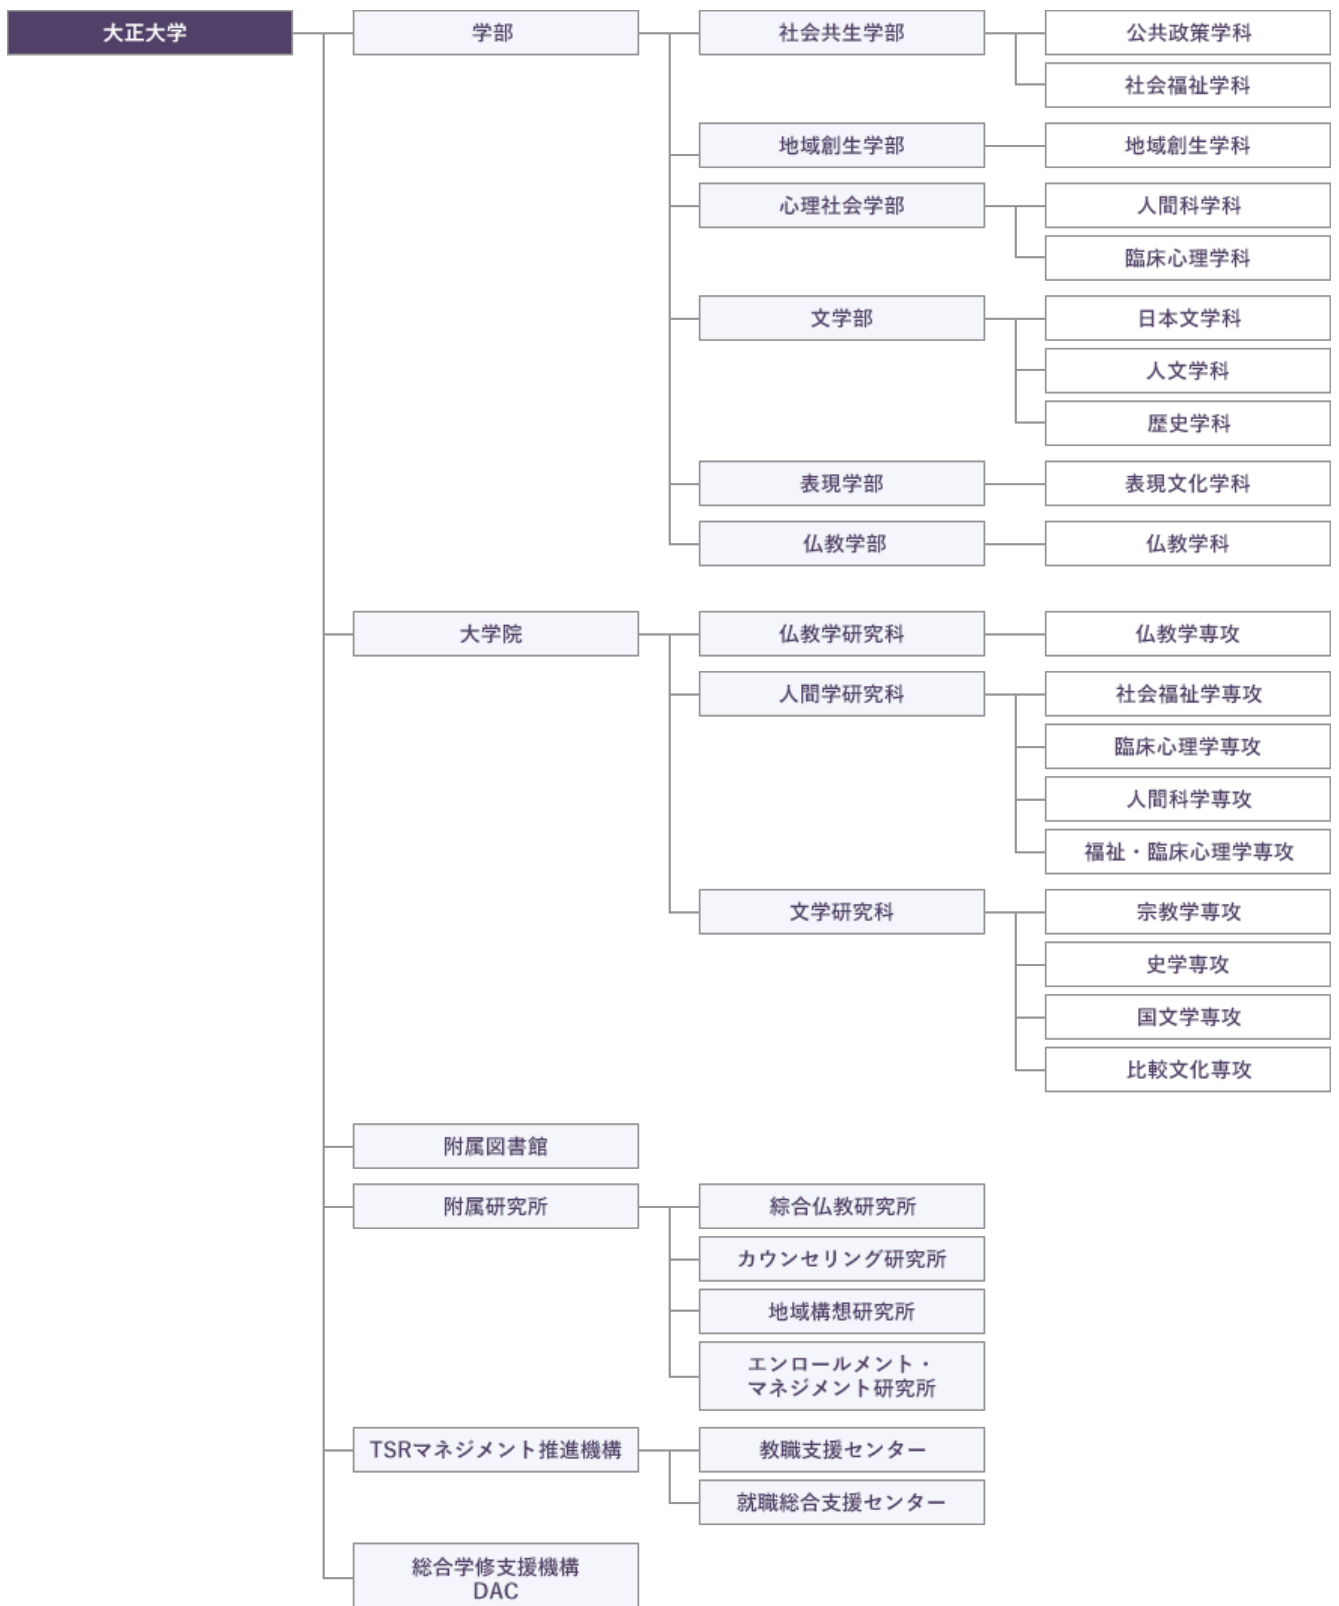 大正大学
学部
社会共生学部
公共政策学科
社会福祉学科
地域創生学部
地域創生学科
心理社会学部
人間科学科
臨床心理学科
文学部
日本文学科
人文学科
歴史学科
表現学部
表現文化学科
仏教学部
仏教学科
大学院
仏教学研究科
仏教学専攻
人間学研究科
社会福祉学専攻
臨床心理学専攻
人間科学専攻
福祉・臨床心理学専攻
文学研究科
宗教学専攻
史学専攻
国文学専攻
比較文化専攻
附属図書館
附属研究所
綜合仏教研究所
カウンセリング研究所
地域構想研究所
エンロールメント・
マネジメント研究所
TSRマネジメント推進機構
教職支援センター
就職総合支援センター
総合学修支援機構
DAC